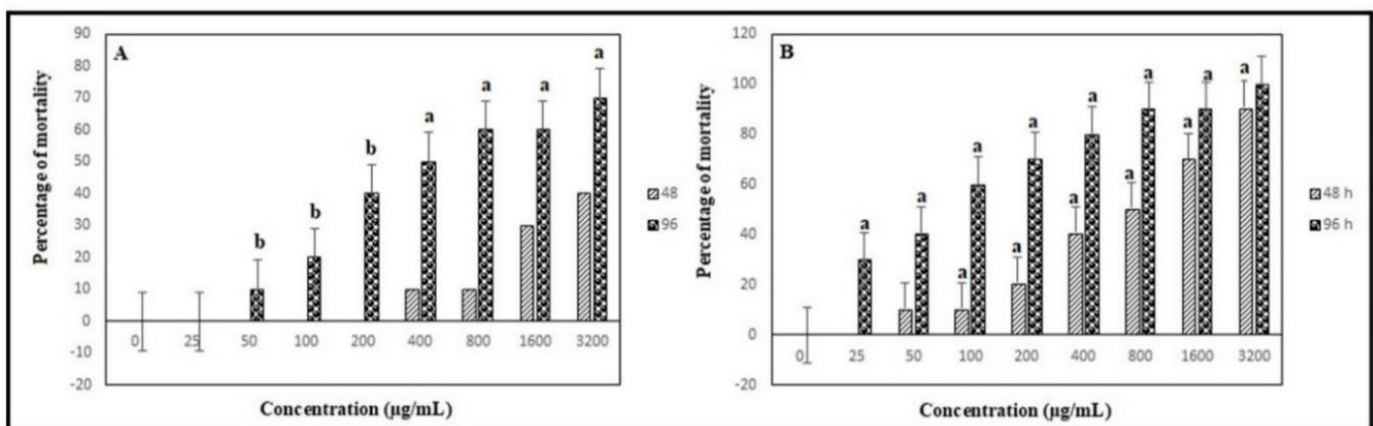 A
Percentage of mortality
90
80
70
60
50
40
30
20
10
0
-10
-20
b
b
b
a
a
a
a
0
25
50
100
200
400
800
1600
3200
Concentration (µg/mL)
48
96
B
Percentage of mortality
120
100
80
60
40
20
0
-20
a
a
a
a
a
a
a
a
a
a
a
a
a
0
25
50
100
200
400
800
1600
3200
Concentration (µg/mL)
48 h
96 h